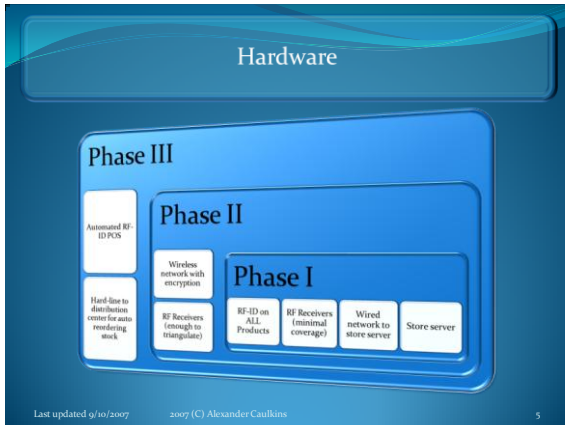 Hardware
Phase III
Automated RF-
ID POS
Hard-line to
distribution
center for auto
reordering
stock
Phase II
Wireless
network with
encryption
RF Receivers
(enough to
triangulate)
Phase I
RF-ID on
ALL
Products
RF Receivers
(minimal
coverage)
Wired
network to
store server
Store server
Last updated 9/10/2007
2007 (C) Alexander Caulkins
5